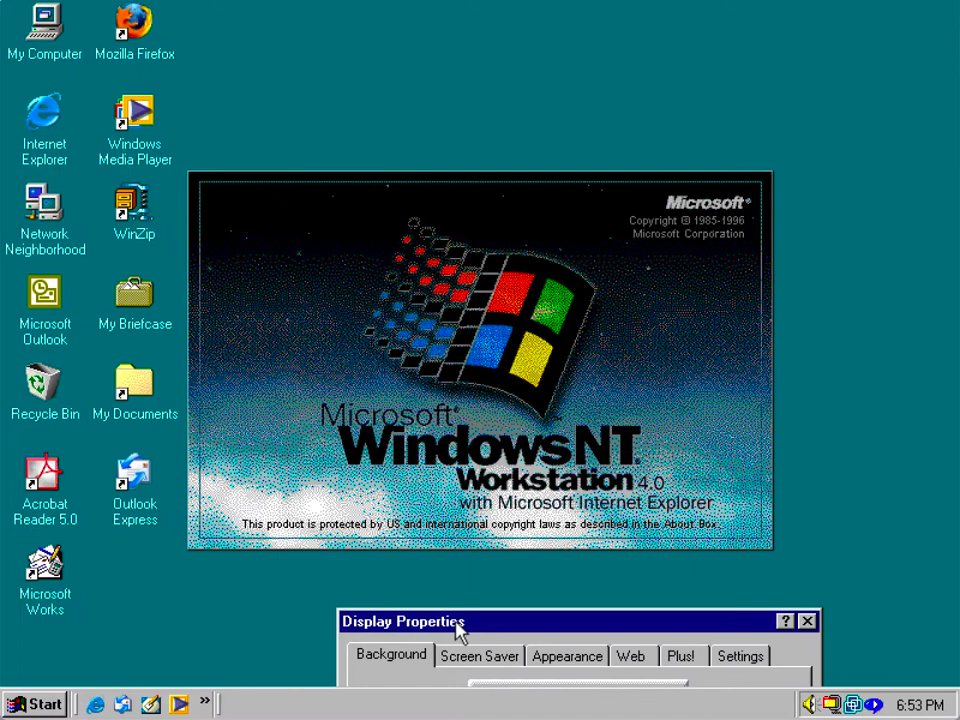 My Computer
Mozilla Firefox
Internet
Explorer
Windows
Media Player
Network
Neighborhood
WinZip
Microsoft
Outlook
My Briefcase
Recycle Bin
My Documents
Acrobat
Reader 5.0
Outlook
Express
Microsoft
Works
Microsoft®
Copyright © 1985-1996
Microsoft Corporation
Microsoft®
Windows NT®
Workstation 4.0
with Microsoft Internet Explorer
This product is protected by US and international copyright laws as described in the About Box.
Display Properties
Background Screen Saver Appearance Web Plus! Settings
Start
6:53 PM